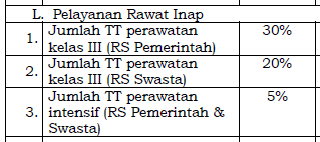 L. Pelayanan Rawat Inap
1. Jumlah TT perawatan 30%
kelas III (RS Pemerintah)
2. Jumlah TT perawatan 20%
kelas III (RS Swasta)
3. Jumlah TT perawatan 5%
intensif (RS Pemerintah &
Swasta)